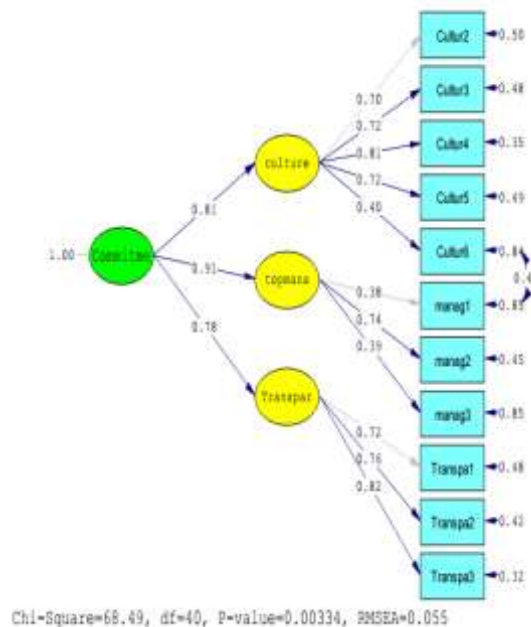 Cultur2
0.50
0.70
Cultur3
0.48
0.72
culture
Cultur4
0.35
0.81
Cultur5
0.49
0.72
0.81
Cultur6
0.84
0.40
1.00
0.4
0.91
topmana
manag1
0.38
0.74
manag2
0.45
0.39
0.78
Transpar
manag3
0.85
0.72
Transpa1
0.48
0.76
Transpa2
0.42
0.82
Transpa3
0.32
Chi-Square=68.49, df=40, P-value=0.00334, RMSEA=0.055